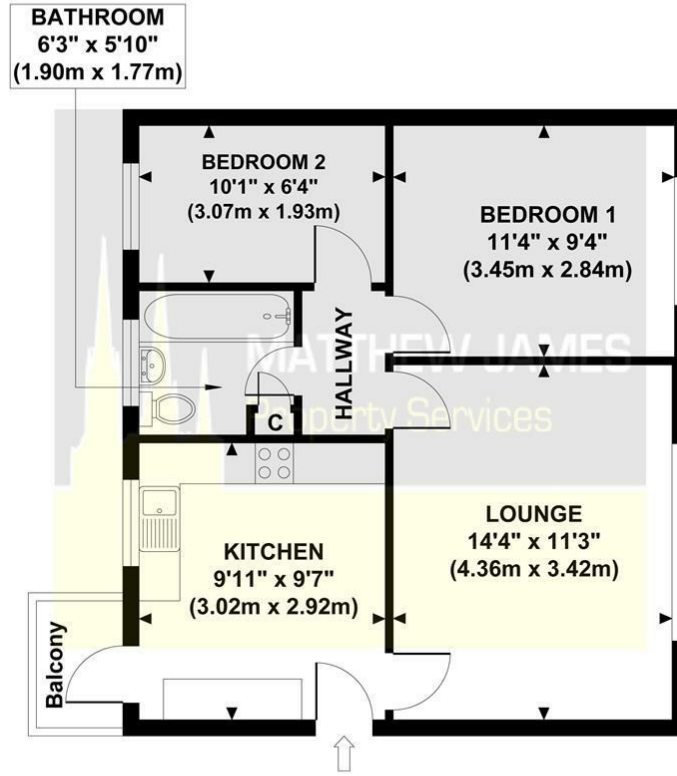 BATHROOM
6'3" x 5'10"
(1.90m x 1.77m)
BEDROOM 2
10'1" x 6'4"
(3.07m x 1.93m)
BEDROOM 1
11'4" x 9'4"
(3.45m x 2.84m)
HALLWAY
MATTHEW JAMES
Property Services
C
KITCHEN
9'11" x 9'7"
(3.02m x 2.92m)
LOUNGE
14'4" x 11'3"
(4.36m x 3.42m)
Balcony